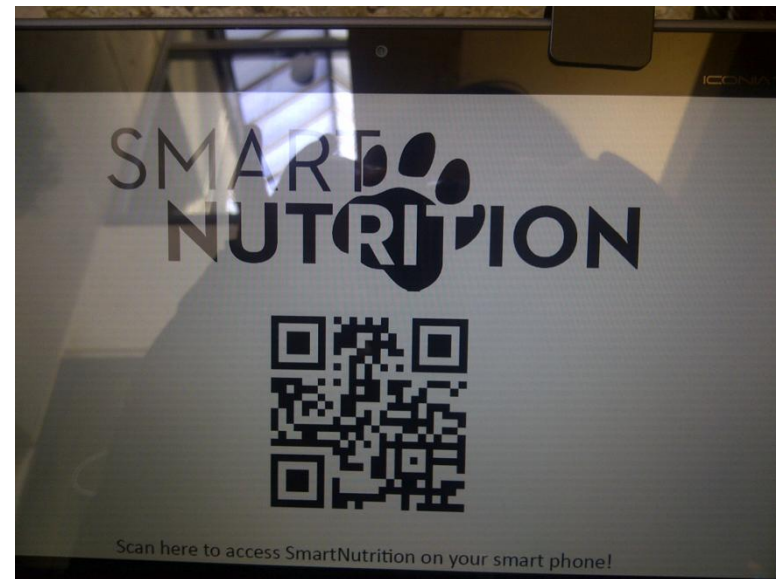 ICONIA
SMART
NUTRITION
Scan here to access SmartNutrition on your smart phone!